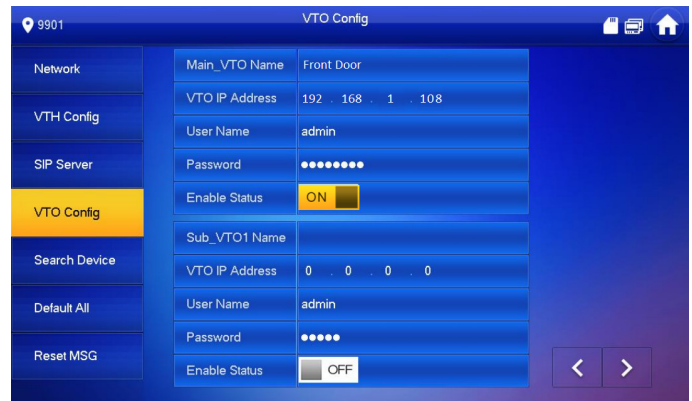 9901
VTO Config
Network
VTH Config
SIP Server
VTO Config
Search Device
Default All
Reset MSG
Main_VTO Name Front Door
VTO IP Address 192 . 168 . 1 . 108
User Name admin
Password ●●●●●●●●
Enable Status ON
Sub_VTO1 Name
VTO IP Address 0 . 0 . 0 . 0
User Name admin
Password ●●●●●
Enable Status OFF